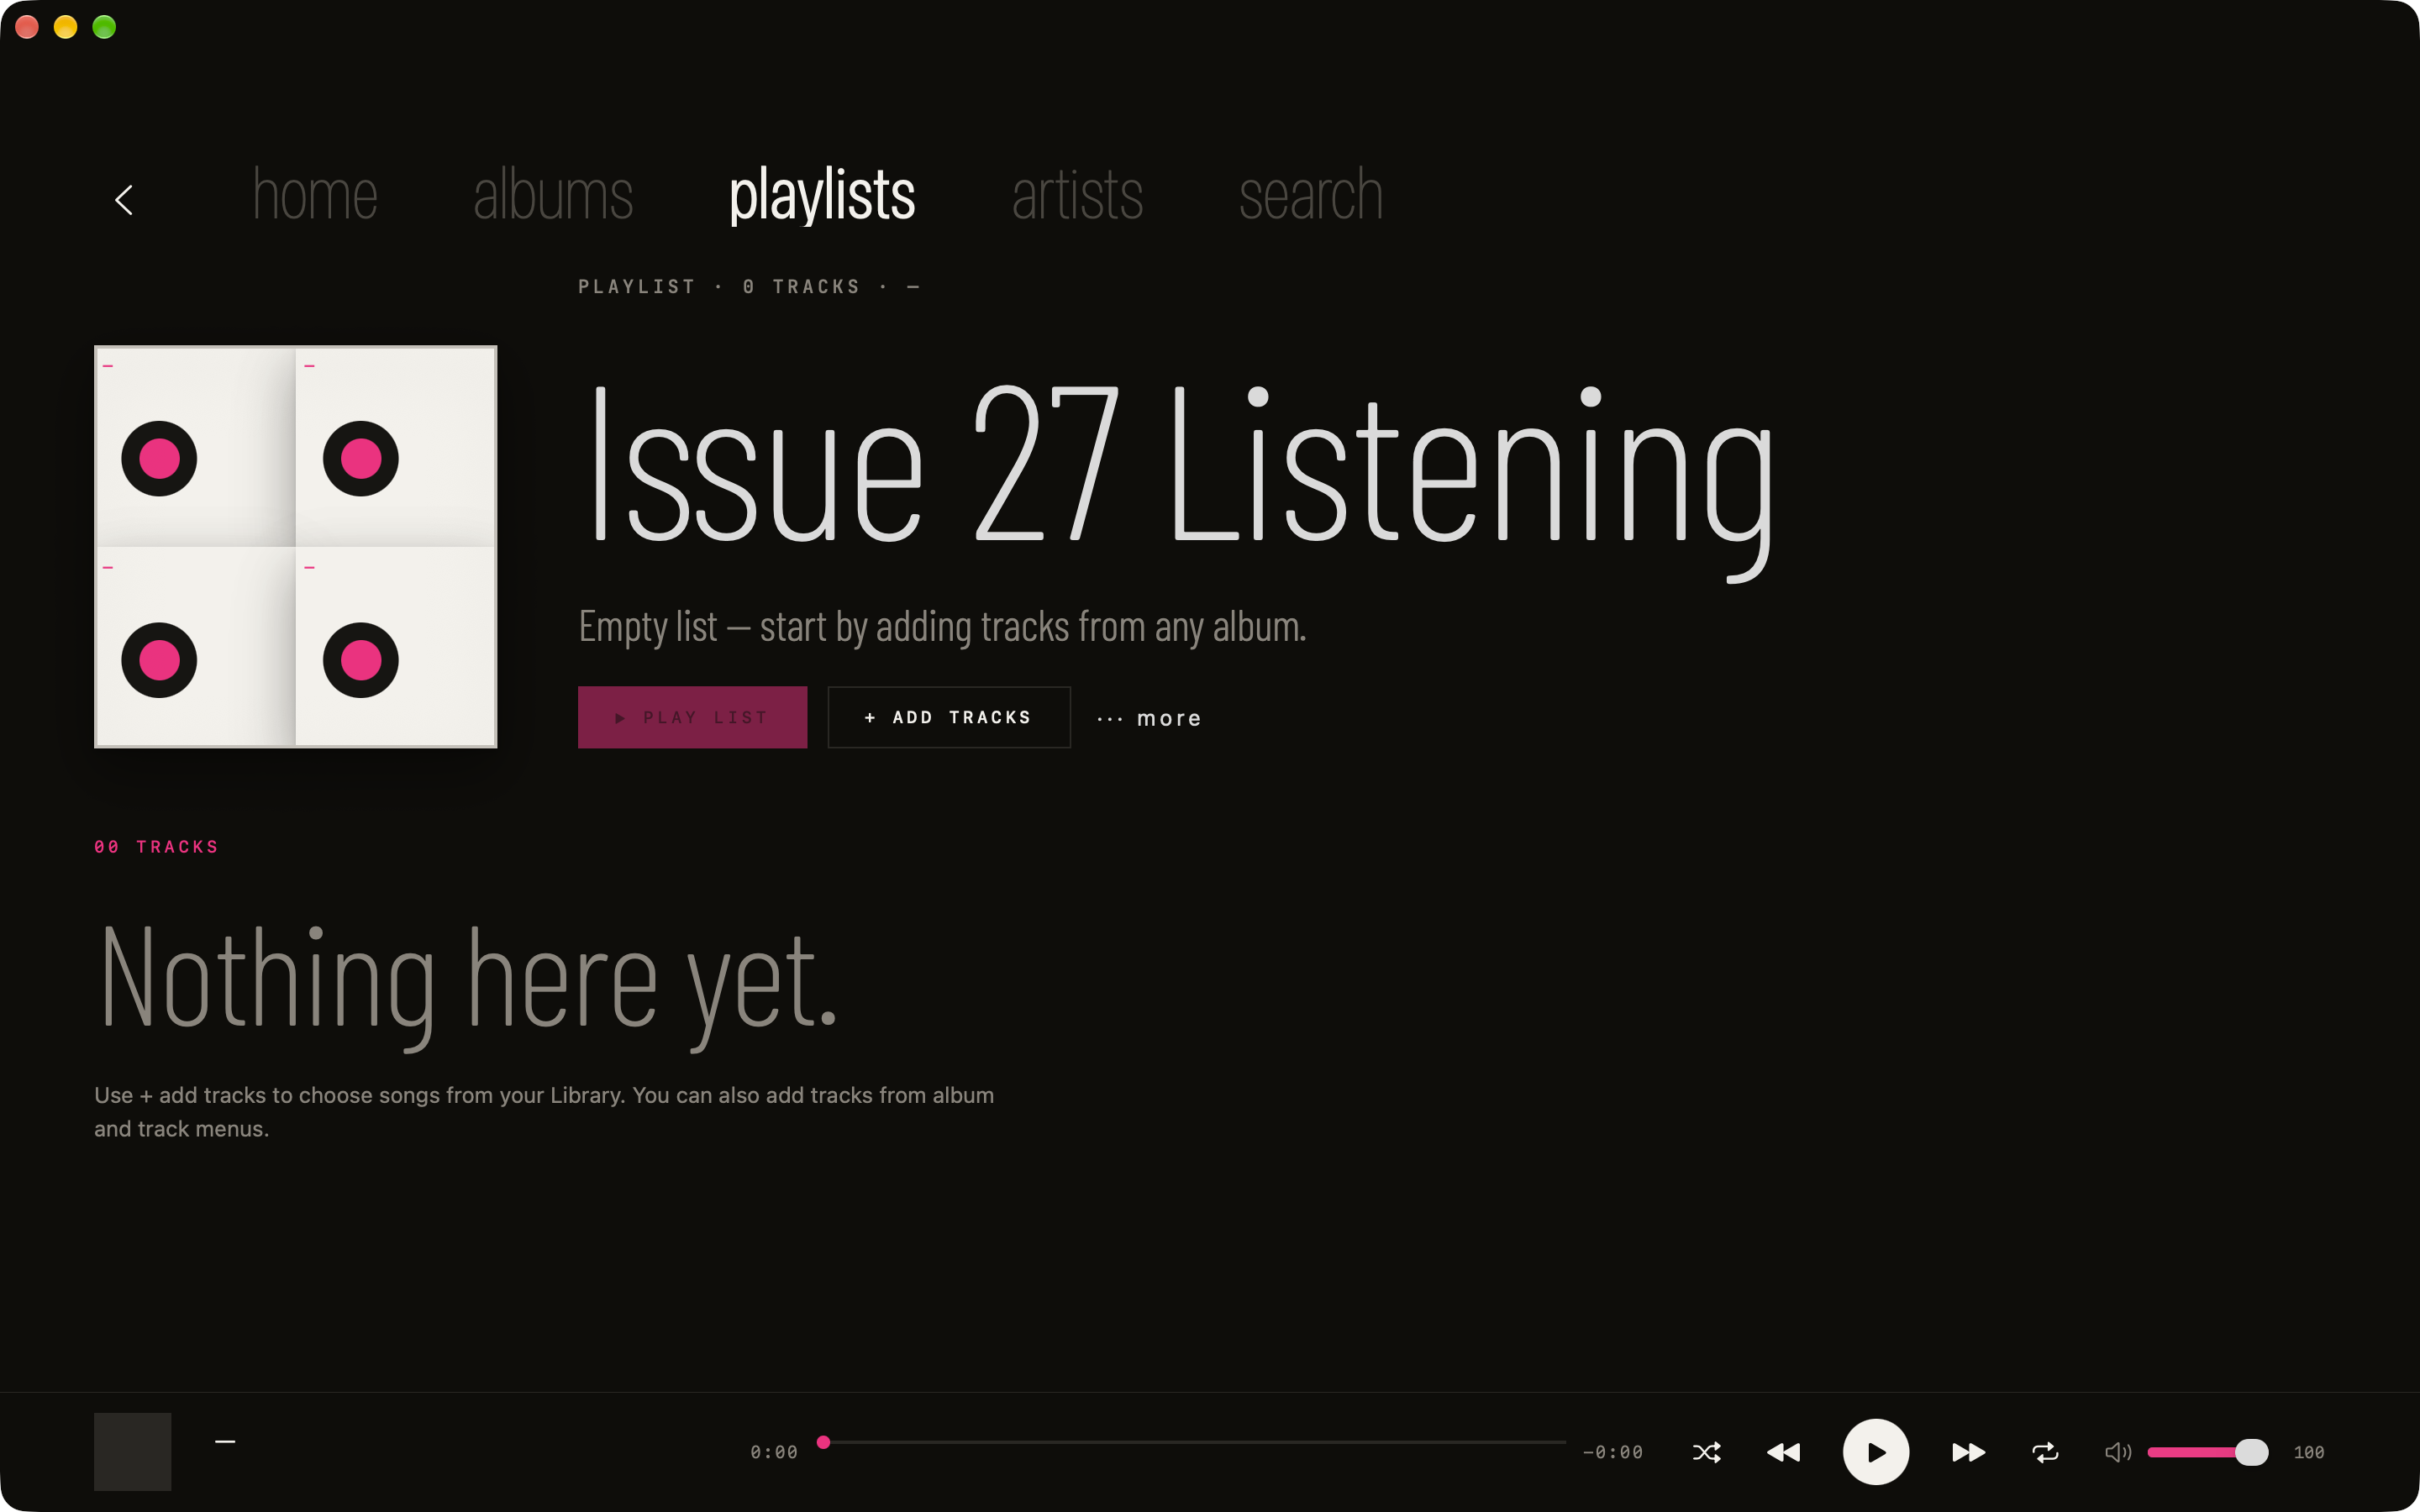 home albums playlists artists search
PLAYLIST · 0 TRACKS · —
Issue 27 Listening
Empty list — start by adding tracks from any album.
▶ PLAY LIST + ADD TRACKS ··· more
00 TRACKS
Nothing here yet.
Use + add tracks to choose songs from your Library. You can also add tracks from album
and track menus.
—
0:00 −0:00 100